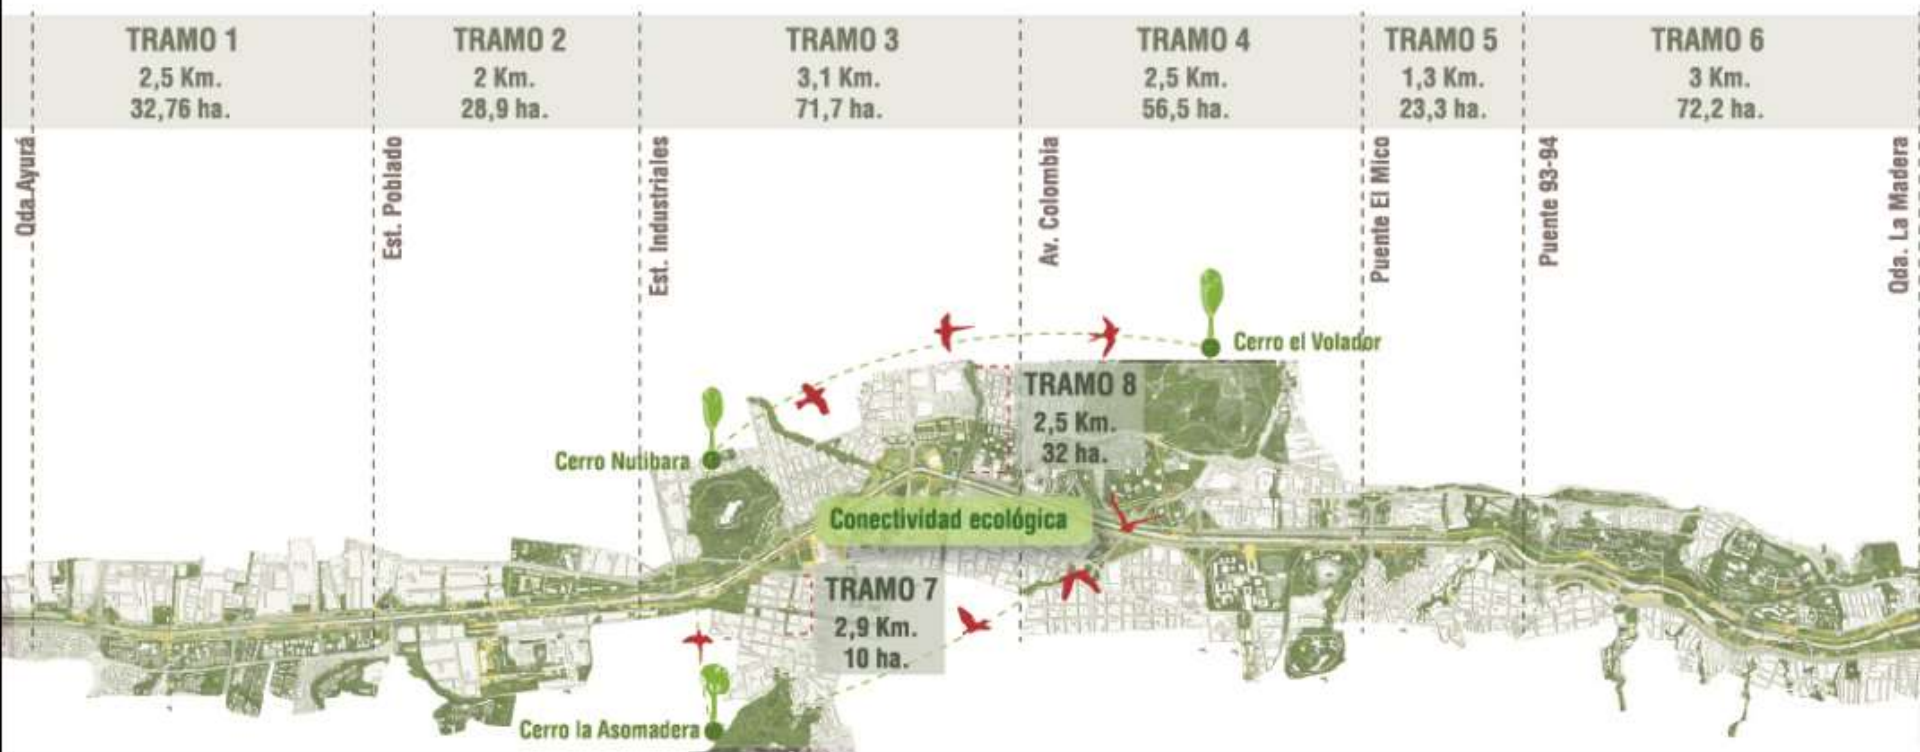 TRAMO 1
2,5 Km.
32,76 ha.
TRAMO 2
2 Km.
28,9 ha.
TRAMO 3
3,1 Km.
71,7 ha.
TRAMO 4
2,5 Km.
56,5 ha.
TRAMO 5
1,3 Km.
23,3 ha.
TRAMO 6
3 Km.
72,2 ha.
Qda.Ayurá
Est. Poblado
Est. Industriales
Av. Colombia
Puente El Mico
Puente 93-94
Qda. La Madera
Cerro el Volador
TRAMO 8
2,5 Km.
32 ha.
Cerro Nutibara
Conectividad ecológica
TRAMO 7
2,9 Km.
10 ha.
Cerro la Asomadera